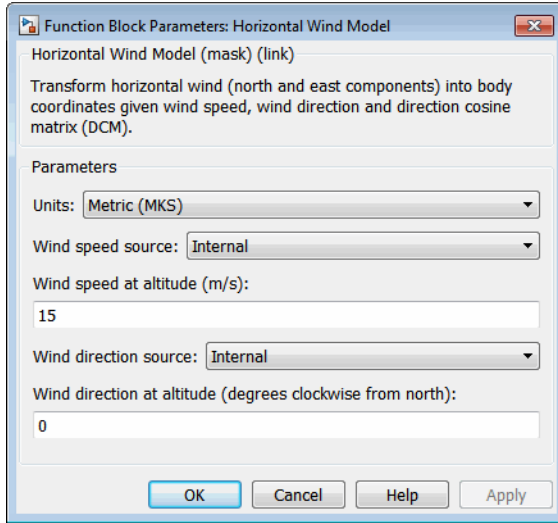 Function Block Parameters: Horizontal Wind Model
Horizontal Wind Model (mask) (link)
Transform horizontal wind (north and east components) into body
coordinates given wind speed, wind direction and direction cosine
matrix (DCM).
Parameters
Units: Metric (MKS)
Wind speed source: Internal
Wind speed at altitude (m/s):
15
Wind direction source: Internal
Wind direction at altitude (degrees clockwise from north):
0
OK Cancel Help Apply